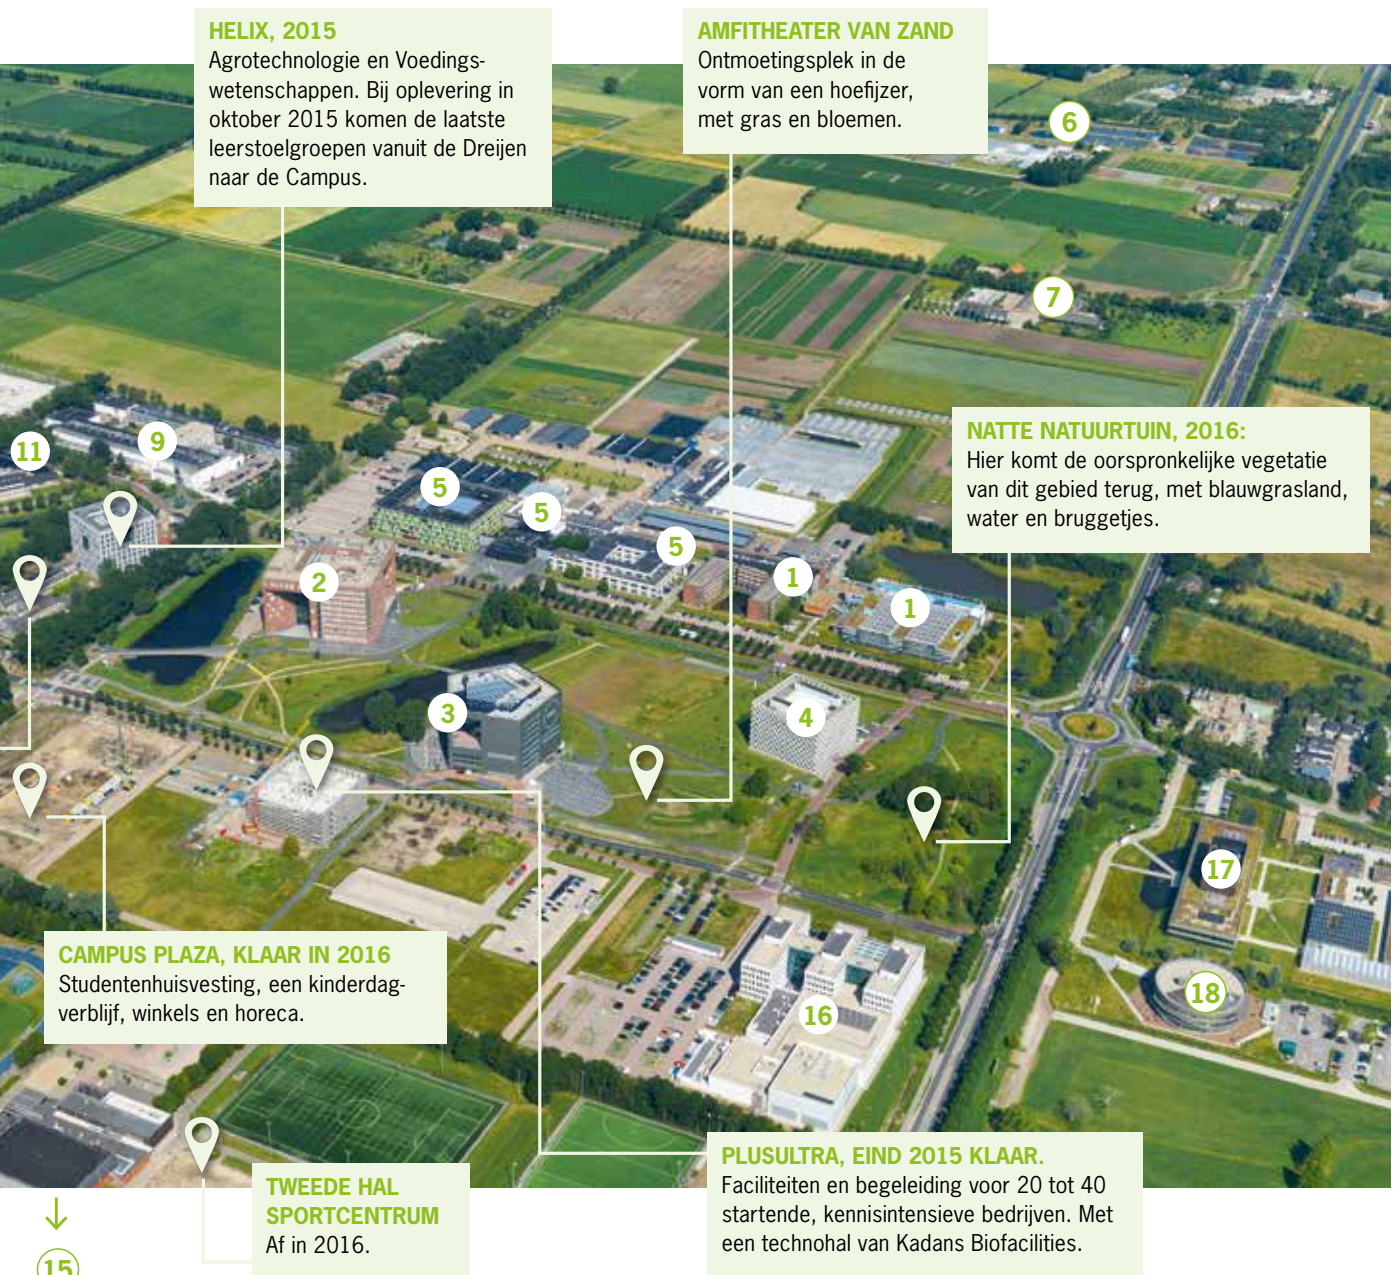 HELIX, 2015
Agrotechnologie en Voedings-
wetenschappen. Bij oplevering in
oktober 2015 komen de laatste
leerstoelgroepen vanuit de Dreijen
naar de Campus.
AMFITHEATER VAN ZAND
Ontmoetingsplek in de
vorm van een hoefijzer,
met gras en bloemen.
6
7
NATTE NATUURTUIN, 2016:
Hier komt de oorspronkelijke vegetatie
van dit gebied terug, met blauwgrasland,
water en bruggetjes.
11
9
5
5
5
2
1
1
3
4
17
18
16
CAMPUS PLAZA, KLAAR IN 2016
Studentenhuisvesting, een kinderdag-
verblijf, winkels en horeca.
TWEEDE HAL
SPORTCENTRUM
Af in 2016.
PLUSULTRA, EIND 2015 KLAAR.
Faciliteiten en begeleiding voor 20 tot 40
startende, kennisintensieve bedrijven. Met
een technohal van Kadans Biofacilities.
15